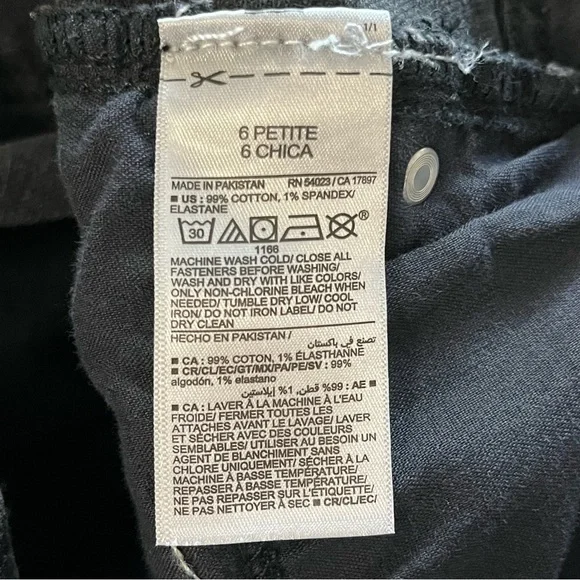 1/1
6 PETITE
6 CHICA
MADE IN PAKISTAN RN 54023 / CA 17897
■ US : 99% COTTON, 1% SPANDEX/
ELASTANE
30 ®
1166
MACHINE WASH COLD/ CLOSE ALL
FASTENERS BEFORE WASHING/
WASH AND DRY WITH LIKE COLORS/
ONLY NON-CHLORINE BLEACH WHEN
NEEDED/ TUMBLE DRY LOW/ COOL
IRON/ DO NOT IRON LABEL/ DO NOT
DRY CLEAN
HECHO EN PAKISTAN / تصنع في باكستان
■ CA : 99% COTON, 1% ÉLASTHANNE
■ CR/CL/EC/GT/MX/PA/PE/SV : 99%
algodón, 1% elastano
AE : 99% قطن, 1% إيلاستين ■
■ CA : LAVER À LA MACHINE À L'EAU
FROIDE/ FERMER TOUTES LES
ATTACHES AVANT LE LAVAGE/ LAVER
ET SÉCHER AVEC DES COULEURS
SEMBLABLES/ UTILISER AU BESOIN UN
AGENT DE BLANCHIMENT SANS
CHLORE UNIQUEMENT/ SÉCHER À LA
MACHINE À BASSE TEMPÉRATURE/
REPASSER À BASSE TEMPÉRATURE/
NE PAS REPASSER SUR L'ÉTIQUETTE/
NE PAS NETTOYER À SEC ■ CR/CL/EC/